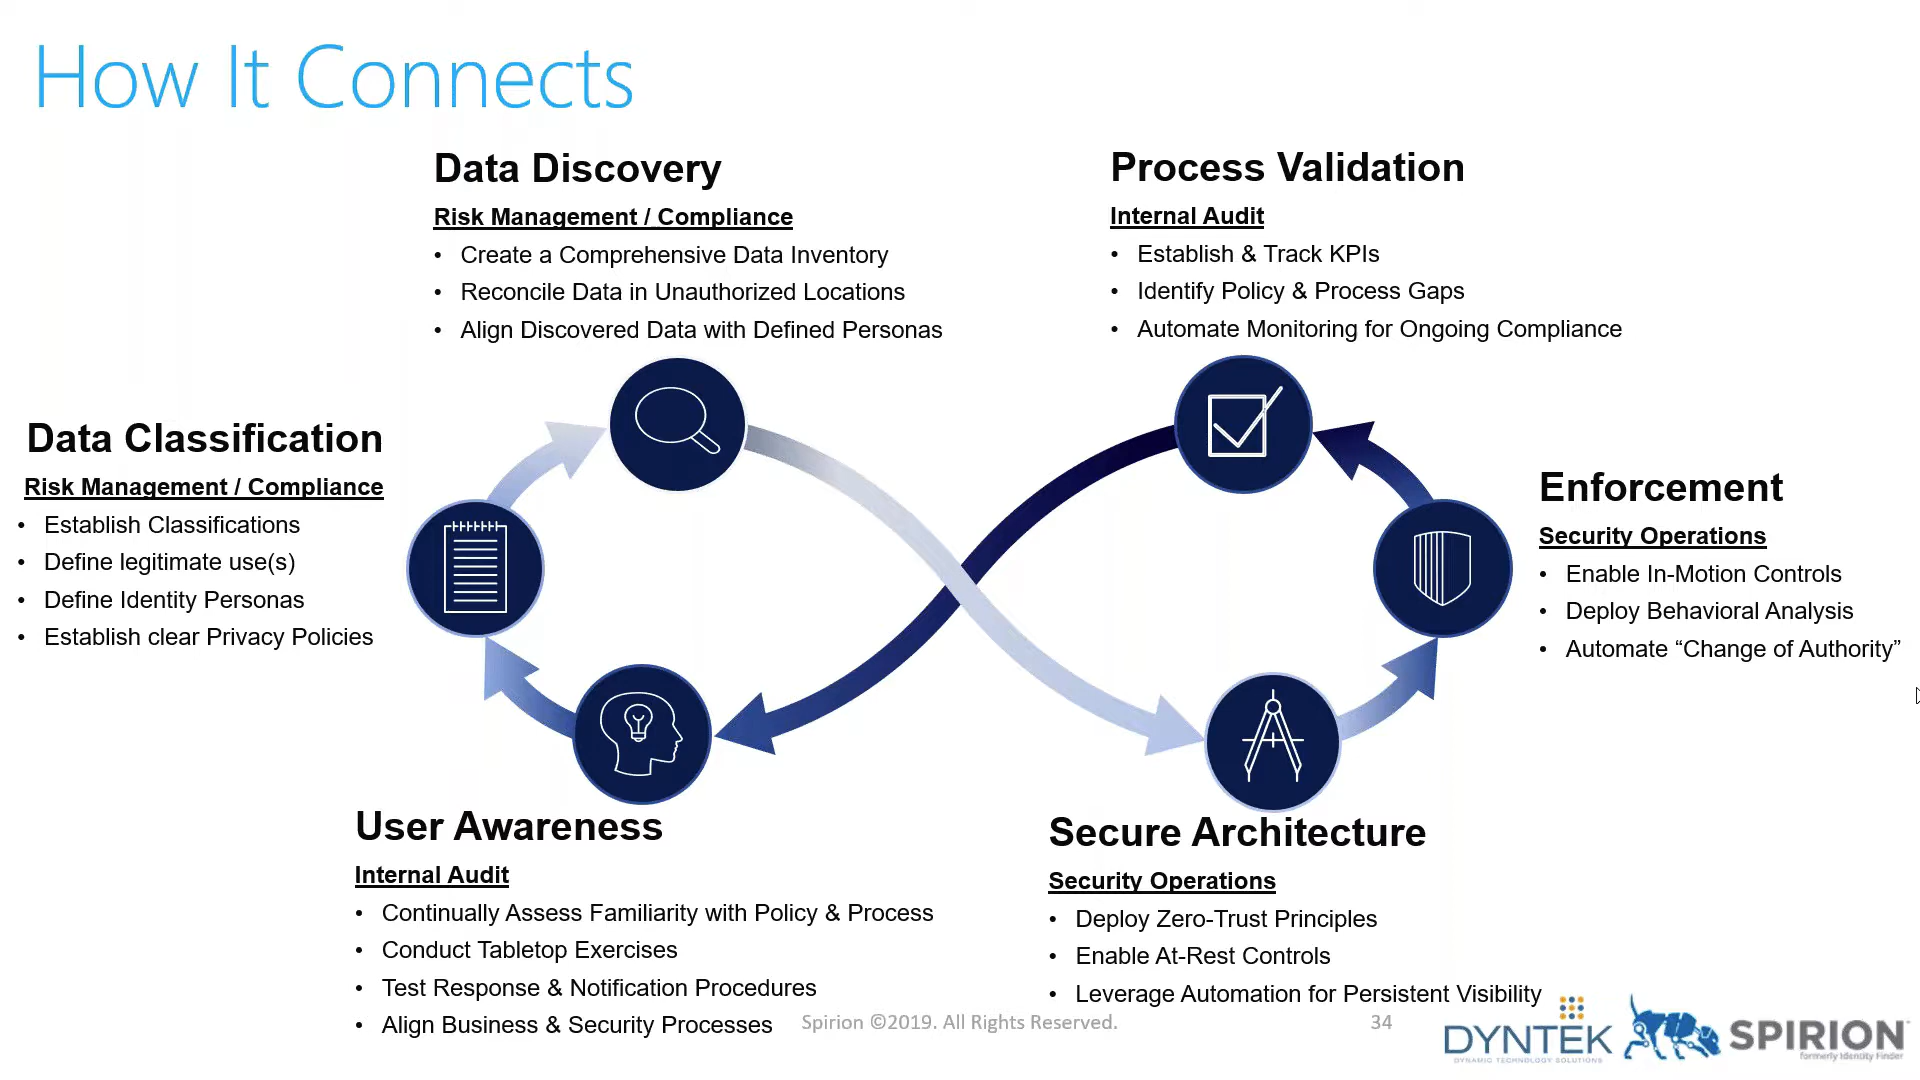 How It Connects
Data Discovery
Risk Management / Compliance
• Create a Comprehensive Data Inventory
• Reconcile Data in Unauthorized Locations
• Align Discovered Data with Defined Personas
Process Validation
Internal Audit
• Establish & Track KPIs
• Identify Policy & Process Gaps
• Automate Monitoring for Ongoing Compliance
Data Classification
Risk Management / Compliance
• Establish Classifications
• Define legitimate use(s)
• Define Identity Personas
• Establish clear Privacy Policies
Enforcement
Security Operations
• Enable In-Motion Controls
• Deploy Behavioral Analysis
• Automate “Change of Authority”
User Awareness
Internal Audit
• Continually Assess Familiarity with Policy & Process
• Conduct Tabletop Exercises
• Test Response & Notification Procedures
• Align Business & Security Processes
Secure Architecture
Security Operations
• Deploy Zero-Trust Principles
• Enable At-Rest Controls
• Leverage Automation for Persistent Visibility
Spirion ©2019. All Rights Reserved.
34
DYNTEK
DYNAMIC TECHNOLOGY SOLUTIONS
SPIRION
formerly Identity Finder